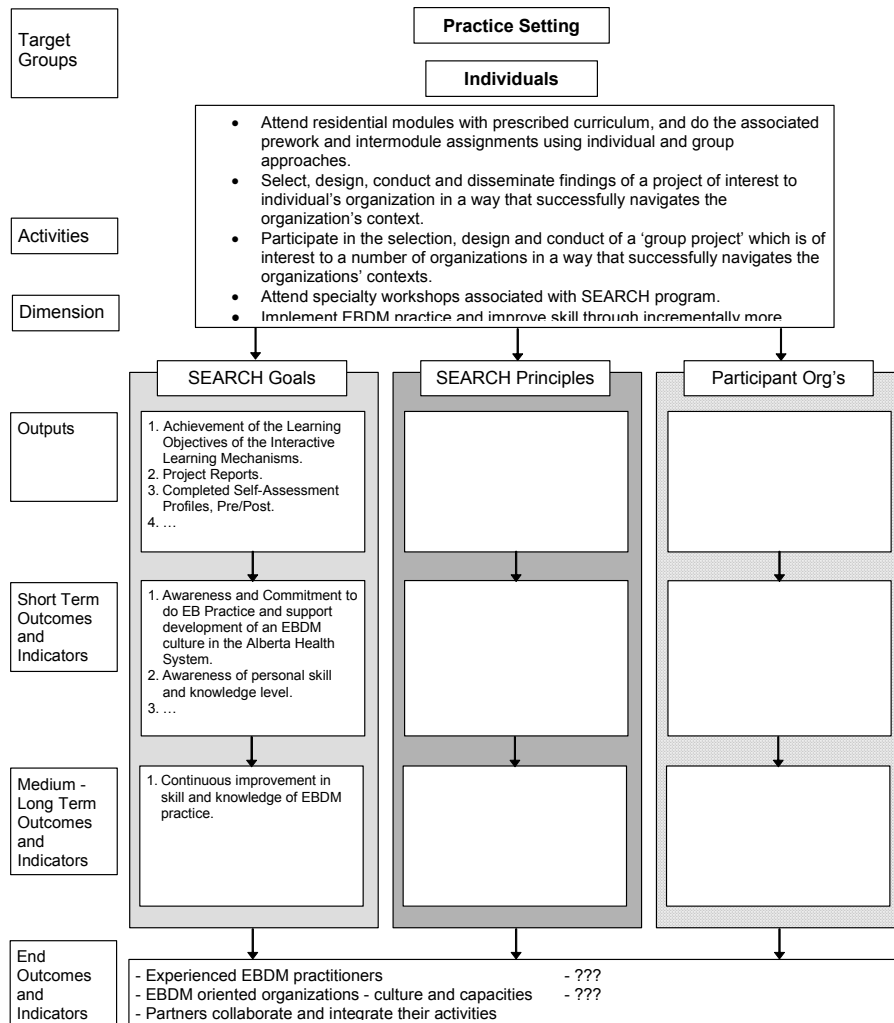 Target
Groups
Practice Setting
Individuals
Activities
• Attend residential modules with prescribed curriculum, and do the associated
prework and intermodule assignments using individual and group
approaches.
• Select, design, conduct and disseminate findings of a project of interest to
individual's organization in a way that successfully navigates the
organization's context.
• Participate in the selection, design and conduct of a 'group project' which is of
interest to a number of organizations in a way that successfully navigates the
organizations' contexts.
• Attend specialty workshops associated with SEARCH program.
• Implement EBDM practice and improve skill through incrementally more
Dimension
SEARCH Goals
SEARCH Principles
Participant Org's
Outputs
1. Achievement of the Learning
Objectives of the Interactive
Learning Mechanisms.
2. Project Reports.
3. Completed Self-Assessment
Profiles, Pre/Post.
4. …
Short Term
Outcomes
and
Indicators
1. Awareness and Commitment to
do EB Practice and support
development of an EBDM
culture in the Alberta Health
System.
2. Awareness of personal skill
and knowledge level.
3. …
Medium -
Long Term
Outcomes
and
Indicators
1. Continuous improvement in
skill and knowledge of EBDM
practice.
End
Outcomes
and
Indicators
- Experienced EBDM practitioners - ???
- EBDM oriented organizations - culture and capacities - ???
- Partners collaborate and integrate their activities